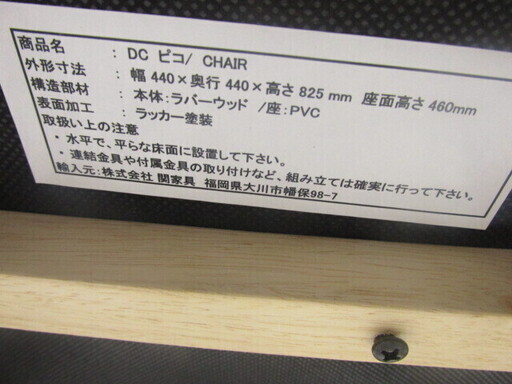 商品名 : DC ピコ/ CHAIR
外形寸法 : 幅 440×奥行 440×高さ 825 mm 座面高さ 460mm
構造部材 : 本体:ラバーウッド /座:PVC
表面加工 : ラッカー塗装
取扱い上の注意
・水平で、平らな床面に設置して下さい。
・連結金具や付属金具の取り付けなど、組み立ては確実に行って下さい。
輸入元:株式会社 関家具 福岡県大川市幡保98-7